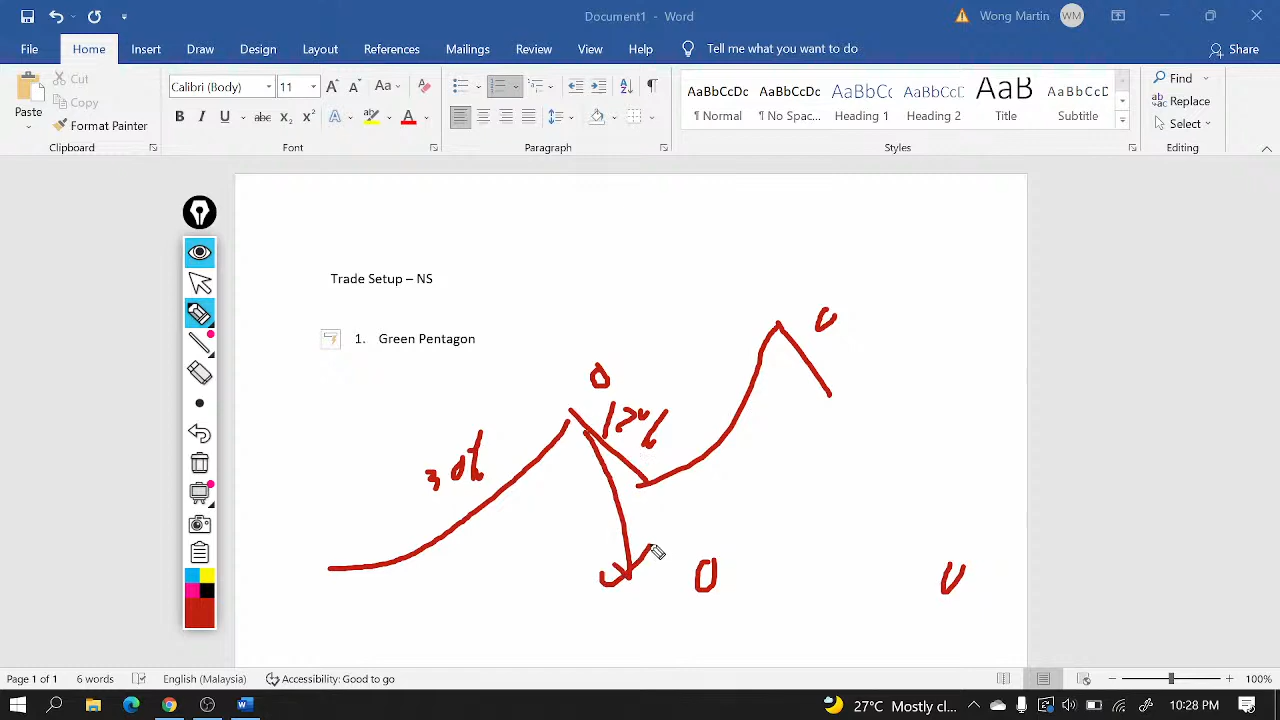 Document1 - Word
Wong Martin
WM
File Home Insert Draw Design Layout References Mailings Review View Help Tell me what you want to do Share
Paste
Cut
Copy
Format Painter
Clipboard
Calibri (Body) 11
Font
Paragraph
AaBbCcDc AaBbCcDc AaBbCc AaBbCcC AaB AaBbCcD
¶ Normal ¶ No Spac... Heading 1 Heading 2 Title Subtitle
Styles
Find
Replace
Select
Editing
Trade Setup – NS
1. Green Pentagon
0
30%
Page 1 of 1 6 words English (Malaysia) Accessibility: Good to go 100%
27°C Mostly cl... 10:28 PM